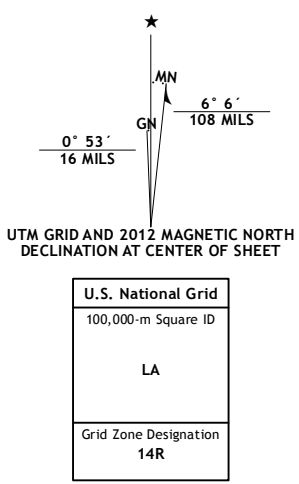 ★
MN
GN
6° 6´
108 MILS
0° 53´
16 MILS
UTM GRID AND 2012 MAGNETIC NORTH
DECLINATION AT CENTER OF SHEET
U.S. National Grid
100,000-m Square ID
LA
Grid Zone Designation
14R